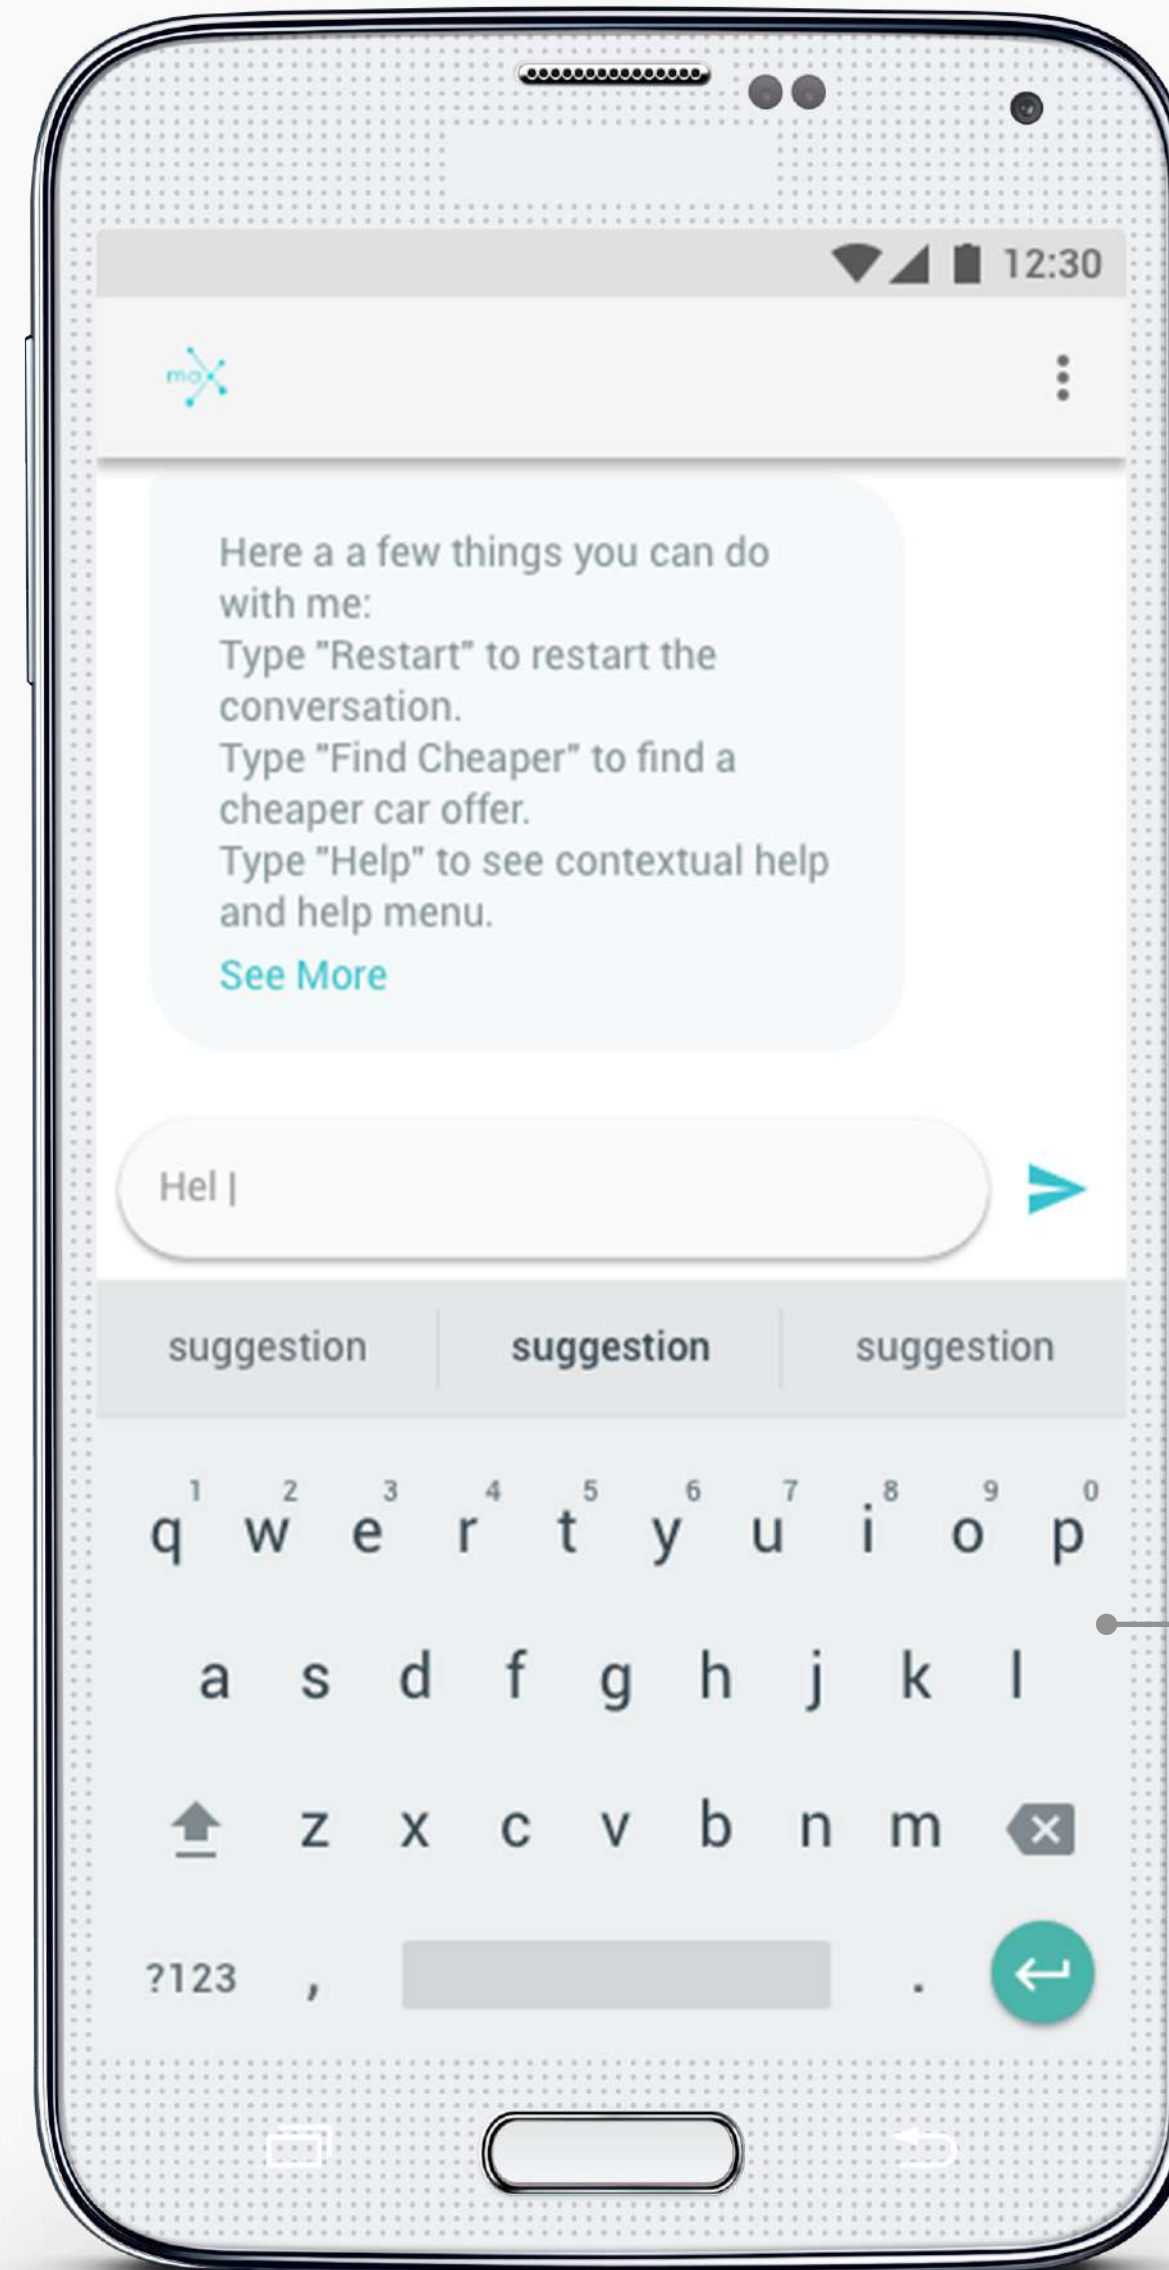 12:30
max
Here a a few things you can do
with me:
Type "Restart" to restart the
conversation.
Type "Find Cheaper" to find a
cheaper car offer.
Type "Help" to see contextual help
and help menu.
See More
Hel |
suggestion suggestion suggestion
1 2 3 4 5 6 7 8 9 0
q w e r t y u i o p
a s d f g h j k l
z x c v b n m
?123 , .